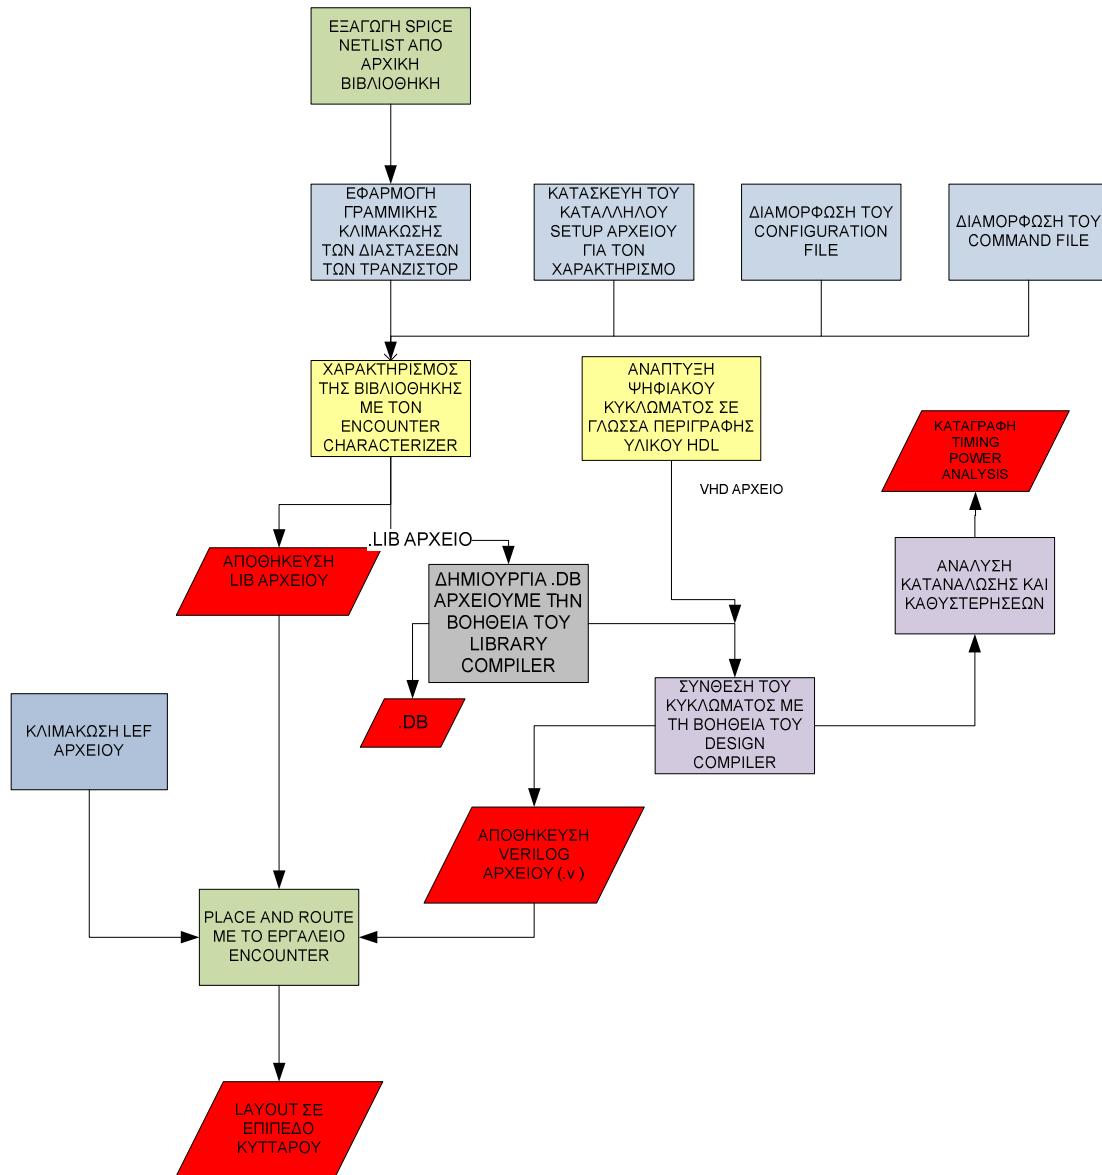 ΕΞΑΓΩΓΗ SPICE
NETLIST ΑΠΟ
ΑΡΧΙΚΗ
ΒΙΒΛΙΟΘΗΚΗ
ΕΦΑΡΜΟΓΗ
ΓΡΑΜΜΙΚΗΣ
ΚΛΙΜΑΚΩΣΗΣ
ΤΩΝ ΔΙΑΣΤΑΣΕΩΝ
ΤΩΝ ΤΡΑΝΖΙΣΤΟΡ
ΚΑΤΑΣΚΕΥΗ ΤΟΥ
ΚΑΤΑΛΛΗΛΟΥ
SETUP ΑΡΧΕΙΟΥ
ΓΙΑ ΤΟΝ
ΧΑΡΑΚΤΗΡΙΣΜΟ
ΔΙΑΜΟΡΦΩΣΗ ΤΟΥ
CONFIGURATION
FILE
ΔΙΑΜΟΡΦΩΣΗ ΤΟΥ
COMMAND FILE
ΧΑΡΑΚΤΗΡΙΣΜΟΣ
ΤΗΣ ΒΙΒΛΙΟΘΗΚΗΣ
ΜΕ ΤΟΝ
ENCOUNTER
CHARACTERIZER
ΑΝΑΠΤΥΞΗ
ΨΗΦΙΑΚΟΥ
ΚΥΚΛΩΜΑΤΟΣ ΣΕ
ΓΛΩΣΣΑ ΠΕΡΙΓΡΑΦΗΣ
ΥΛΙΚΟΥ HDL
ΚΑΤΑΓΡΑΦΗ
TIMING
POWER
ANALYSIS
VHD ΑΡΧΕΙΟ
.LIB ΑΡΧΕΙΟ
ΑΠΟΘΗΚΕΥΣΗ
LIB ΑΡΧΕΙΟΥ
ΔΗΜΙΟΥΡΓΙΑ .DB
ΑΡΧΕΙΟΥΜΕ ΤΗΝ
ΒΟΗΘΕΙΑ ΤΟΥ
LIBRARY
COMPILER
ΑΝΑΛΥΣΗ
ΚΑΤΑΝΑΛΩΣΗΣ ΚΑΙ
ΚΑΘΥΣΤΕΡΗΣΕΩΝ
.DB
ΣΥΝΘΕΣΗ ΤΟΥ
ΚΥΚΛΩΜΑΤΟΣ ΜΕ
ΤΗ ΒΟΗΘΕΙΑ ΤΟΥ
DESIGN
COMPILER
ΚΛΙΜΑΚΩΣΗ LEF
ΑΡΧΕΙΟΥ
ΑΠΟΘΗΚΕΥΣΗ
VERILOG
ΑΡΧΕΙΟΥ (.v )
PLACE AND ROUTE
ΜΕ ΤΟ ΕΡΓΑΛΕΙΟ
ENCOUNTER
LAYOUT ΣΕ
ΕΠΙΠΕΔΟ
ΚΥΤΤΑΡΟΥ